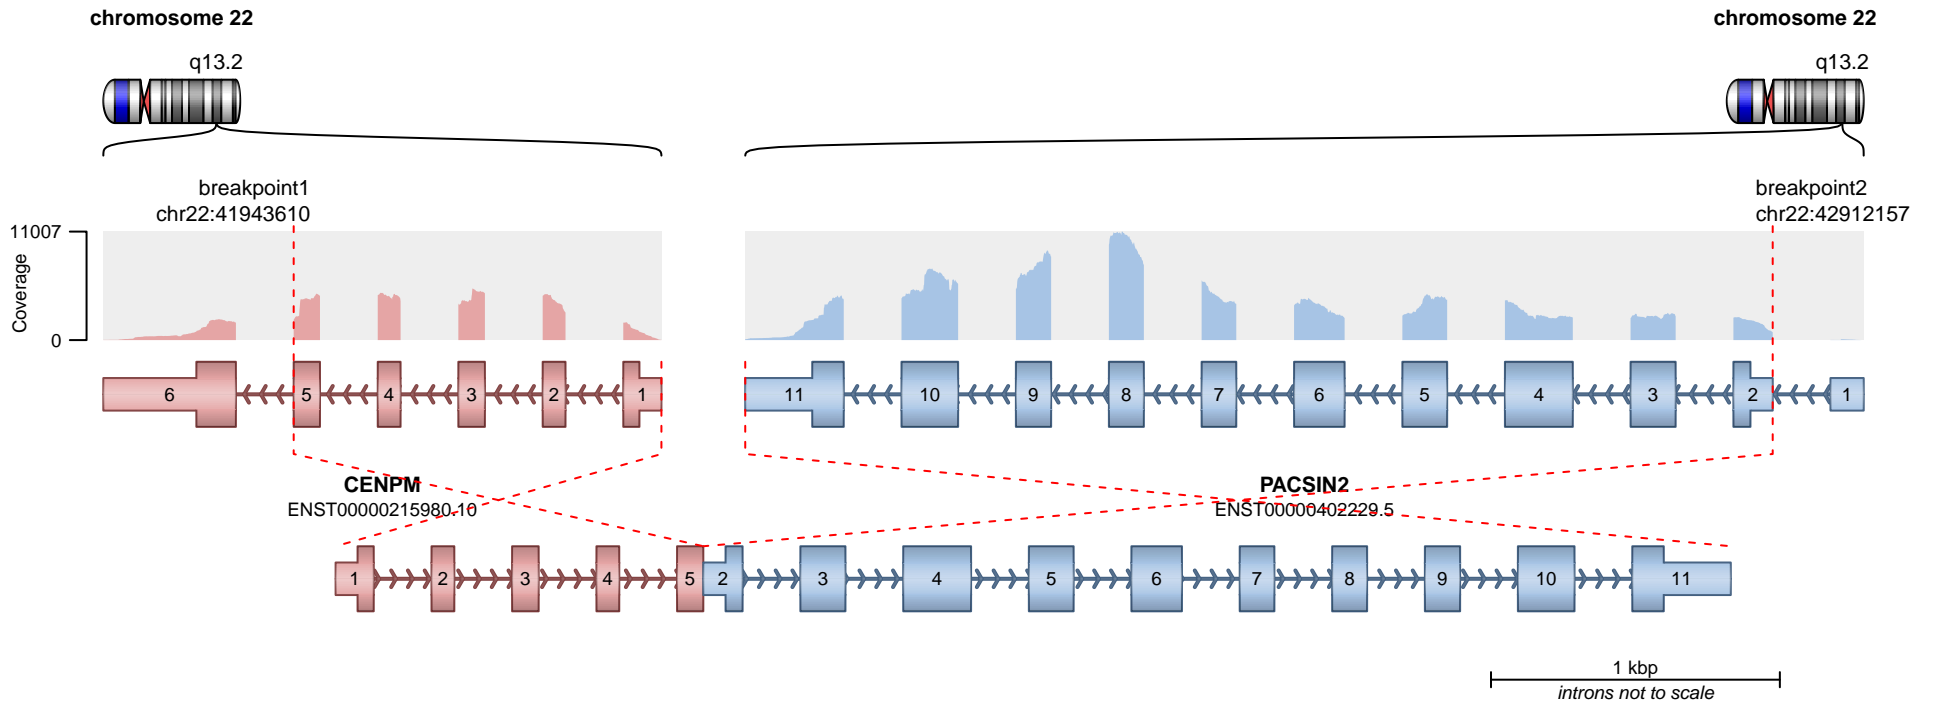 chromosome 22
chromosome 22
q13.2
q13.2
breakpoint1
chr22:41943610
breakpoint2
chr22:42912157
11007
Coverage
0
6 5 4 3 2 1 11 10 9 8 7 6 5 4 3 2 1
CENPM
ENST00000215980.10
PACSIN2
ENST00000402229.5
1 2 3 4 5 2 3 4 5 6 7 8 9 10 11
1 kbp
introns not to scale